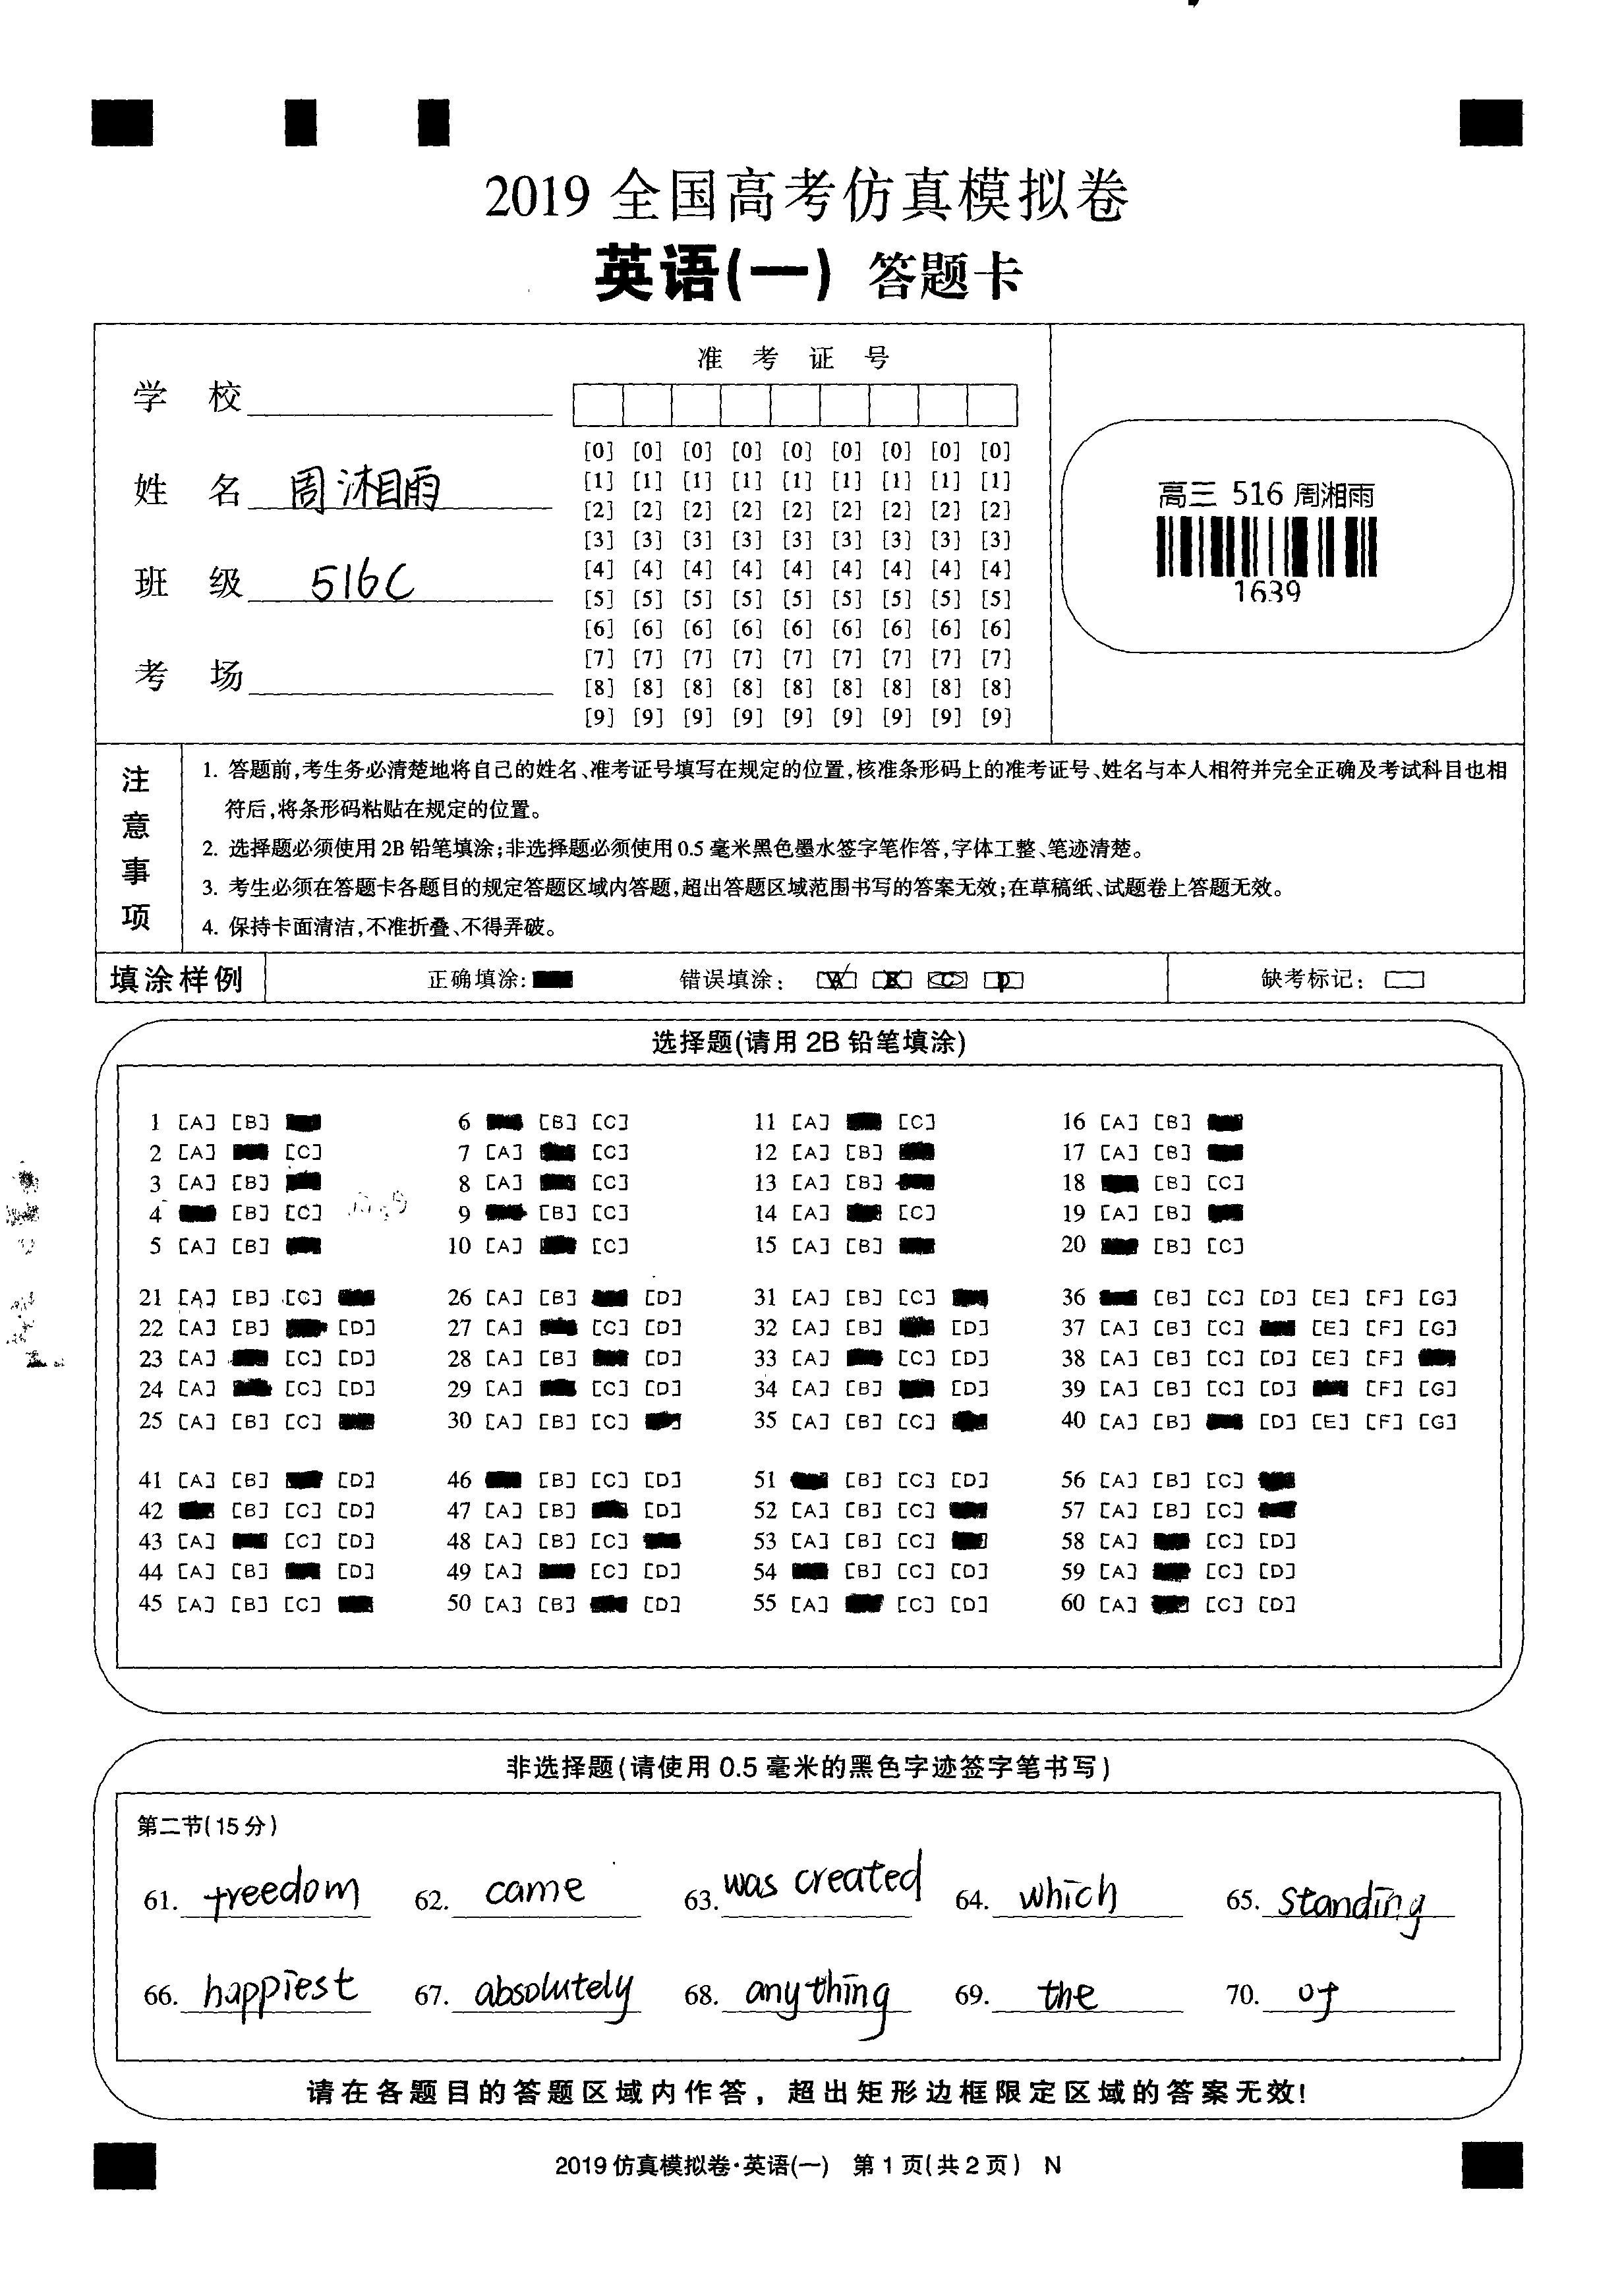 2019 全国高考仿真模拟卷
英语(一) 答题卡
准 考 证 号
学 校
姓 名 周湘雨
班 级 516C
考 场
[0] [0] [0] [0] [0] [0] [0] [0] [0]
[1] [1] [1] [1] [1] [1] [1] [1] [1]
[2] [2] [2] [2] [2] [2] [2] [2] [2]
[3] [3] [3] [3] [3] [3] [3] [3] [3]
[4] [4] [4] [4] [4] [4] [4] [4] [4]
[5] [5] [5] [5] [5] [5] [5] [5] [5]
[6] [6] [6] [6] [6] [6] [6] [6] [6]
[7] [7] [7] [7] [7] [7] [7] [7] [7]
[8] [8] [8] [8] [8] [8] [8] [8] [8]
[9] [9] [9] [9] [9] [9] [9] [9] [9]
高三 516 周湘雨
1639
注意事项
1. 答题前,考生务必清楚地将自己的姓名、准考证号填写在规定的位置,核准条形码上的准考证号、姓名与本人相符并完全正确及考试科目也相
符后,将条形码粘贴在规定的位置。
2. 选择题必须使用2B铅笔填涂;非选择题必须使用0.5毫米黑色墨水签字笔作答,字体工整、笔迹清楚。
3. 考生必须在答题卡各题目的规定答题区域内答题,超出答题区域范围书写的答案无效;在草稿纸、试题卷上答题无效。
4. 保持卡面清洁,不准折叠、不得弄破。
填涂样例 正确填涂: 错误填涂: A B C D 缺考标记:
选择题(请用 2B 铅笔填涂)
1 [A] [B] 6 [B] [C] 11 [A] [C] 16 [A] [B]
2 [A] [C] 7 [A] [C] 12 [A] [B] 17 [A] [B]
3 [A] [B] 8 [A] [C] 13 [A] [B] 18 [B] [C]
4 [B] [C] 9 [B] [C] 14 [A] [C] 19 [A] [B]
5 [A] [B] 10 [A] [C] 15 [A] [B] 20 [B] [C]
21 [A] [B] [C] 26 [A] [B] [D] 31 [A] [B] [C] 36 [B] [C] [D] [E] [F] [G]
22 [A] [B] [D] 27 [A] [C] [D] 32 [A] [B] [D] 37 [A] [B] [C] [E] [F] [G]
23 [A] [C] [D] 28 [A] [B] [D] 33 [A] [C] [D] 38 [A] [B] [C] [D] [E] [F]
24 [A] [C] [D] 29 [A] [C] [D] 34 [A] [B] [D] 39 [A] [B] [C] [D] [F] [G]
25 [A] [B] [C] 30 [A] [B] [C] 35 [A] [B] [C] 40 [A] [B] [D] [E] [F] [G]
41 [A] [B] [D] 46 [B] [C] [D] 51 [B] [C] [D] 56 [A] [B] [C]
42 [B] [C] [D] 47 [A] [B] [D] 52 [A] [B] [C] 57 [A] [B] [C]
43 [A] [C] [D] 48 [A] [B] [C] 53 [A] [B] [C] 58 [A] [C] [D]
44 [A] [B] [D] 49 [A] [C] [D] 54 [B] [C] [D] 59 [A] [C] [D]
45 [A] [B] [C] 50 [A] [B] [D] 55 [A] [C] [D] 60 [A] [C] [D]
非选择题(请使用 0.5 毫米的黑色字迹签字笔书写)
第二节(15分)
61. freedom 62. came 63. was created 64. which 65. standing
66. happiest 67. absolutely 68. anything 69. the 70. of
请在各题目的答题区域内作答，超出矩形边框限定区域的答案无效!
2019 仿真模拟卷·英语(一) 第 1 页(共 2 页) N